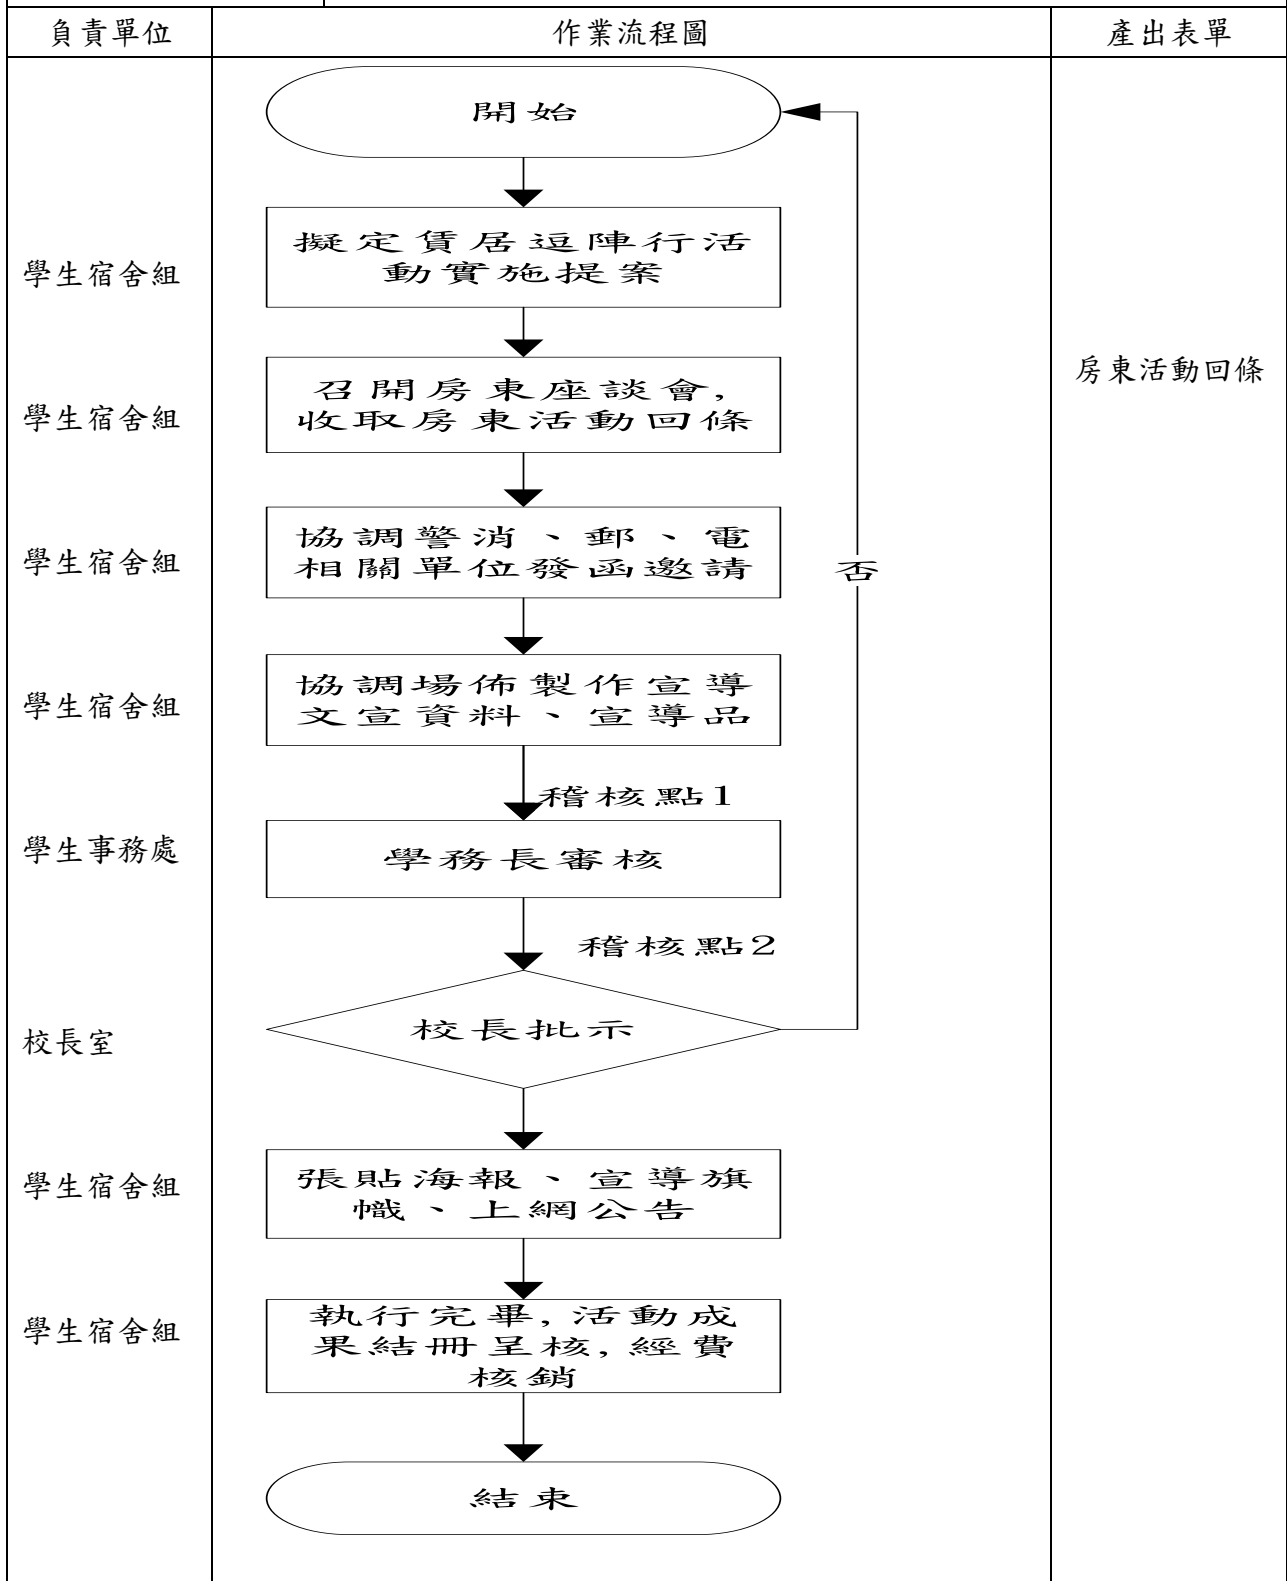 負責單位
作業流程圖
產出表單
開始
學生宿舍組
擬定賃居逗陣行活
動實施提案
學生宿舍組
召開房東座談會,
收取房東活動回條
房東活動回條
學生宿舍組
協調警消、郵、電
相關單位發函邀請
否
學生宿舍組
協調場佈製作宣導
文宣資料、宣導品
稽核點1
學生事務處
學務長審核
稽核點2
校長室
校長批示
學生宿舍組
張貼海報、宣導旗
幟、上網公告
學生宿舍組
執行完畢,活動成
果結冊呈核,經費
核銷
結束